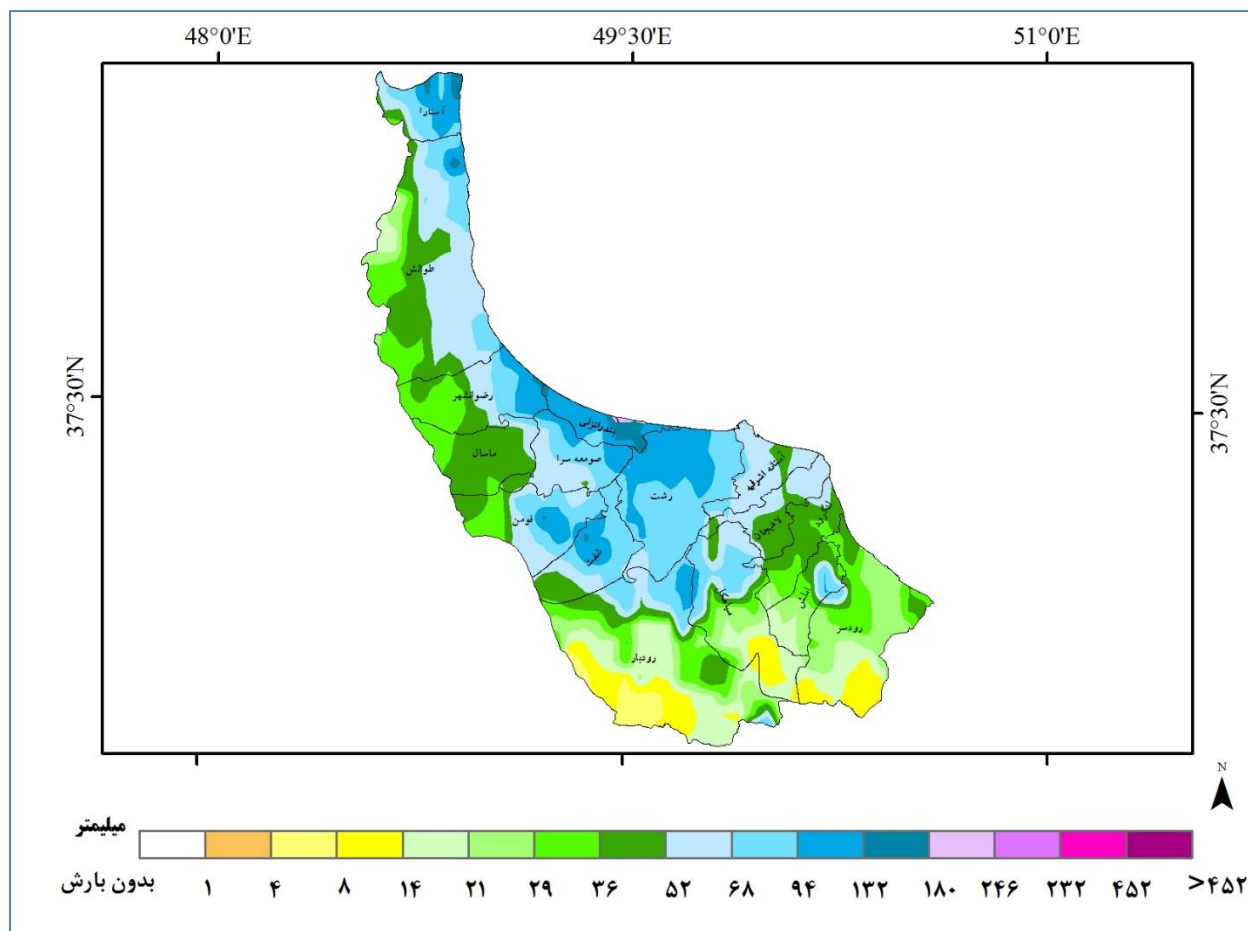 48°0'E 49°30'E 51°0'E
آستارا
طوالش
37°30'N 37°30'N
رضوانشهر
بندرانزلی
ماسال
صومعه سرا
آستانه اشرفیه
رشت
فومن
شفت
لاهیجان
املش
رودسر
رودبار
N
میلیمتر
بدون بارش ۱ ۴ ۸ ۱۴ ۲۱ ۲۹ ۳۶ ۵۲ ۶۸ ۹۴ ۱۳۲ ۱۸۰ ۲۴۶ ۲۳۲ ۴۵۲ >۴۵۲